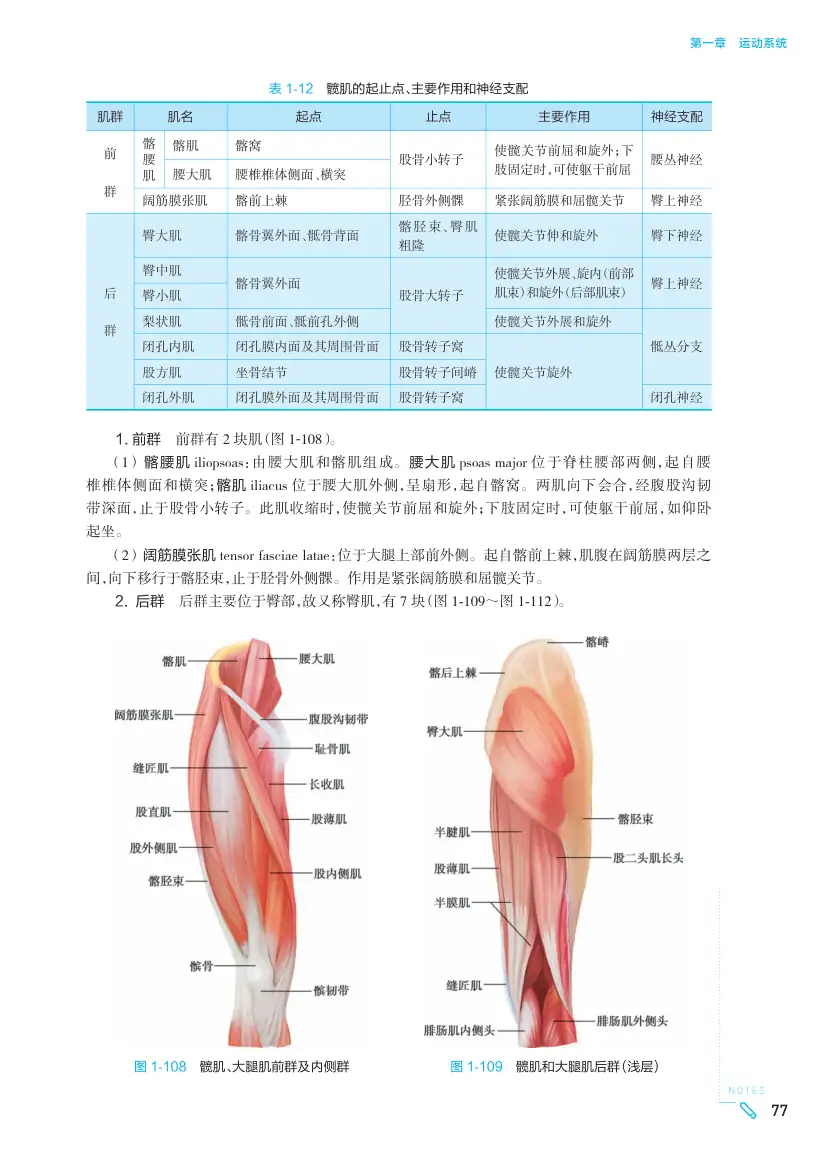 第一章 运动系统
表 1-12 髋肌的起止点、主要作用和神经支配
肌群 肌名 起点 止点 主要作用 神经支配
前群 髂腰肌 髂肌 髂窝 股骨小转子 使髋关节前屈和旋外;下肢固定时,可使躯干前屈 腰丛神经
腰大肌 腰椎椎体侧面、横突
阔筋膜张肌 髂前上棘 胫骨外侧髁 紧张阔筋膜和屈髋关节 臀上神经
后群 臀大肌 髂骨翼外面、骶骨背面 髂胫束、臀肌粗隆 使髋关节伸和旋外 臀下神经
臀中肌 髂骨翼外面 股骨大转子 使髋关节外展、旋内(前部肌束)和旋外(后部肌束) 臀上神经
臀小肌
梨状肌 骶骨前面、骶前孔外侧 使髋关节外展和旋外 骶丛分支
闭孔内肌 闭孔膜内面及其周围骨面 股骨转子窝 使髋关节旋外
股方肌 坐骨结节 股骨转子间嵴
闭孔外肌 闭孔膜外面及其周围骨面 股骨转子窝 闭孔神经
1. 前群 前群有 2 块肌(图 1-108)。
(1)髂腰肌 iliopsoas:由腰大肌和髂肌组成。腰大肌 psoas major 位于脊柱腰部两侧,起自腰
椎椎体侧面和横突;髂肌 iliacus 位于腰大肌外侧,呈扇形,起自髂窝。两肌向下会合,经腹股沟韧
带深面,止于股骨小转子。此肌收缩时,使髋关节前屈和旋外;下肢固定时,可使躯干前屈,如仰卧
起坐。
(2)阔筋膜张肌 tensor fasciae latae:位于大腿上部前外侧。起自髂前上棘,肌腹在阔筋膜两层之
间,向下移行于髂胫束,止于胫骨外侧髁。作用是紧张阔筋膜和屈髋关节。
2. 后群 后群主要位于臀部,故又称臀肌,有 7 块(图 1-109~图 1-112)。
髂肌
腰大肌
阔筋膜张肌
腹股沟韧带
耻骨肌
缝匠肌
长收肌
股直肌
股薄肌
股外侧肌
股内侧肌
髂胫束
髌骨
髌韧带
图 1-108 髋肌、大腿肌前群及内侧群
髂嵴
髂后上棘
臀大肌
髂胫束
半腱肌
股二头肌长头
股薄肌
半膜肌
缝匠肌
腓肠肌外侧头
腓肠肌内侧头
图 1-109 髋肌和大腿肌后群(浅层)
NOTES
77